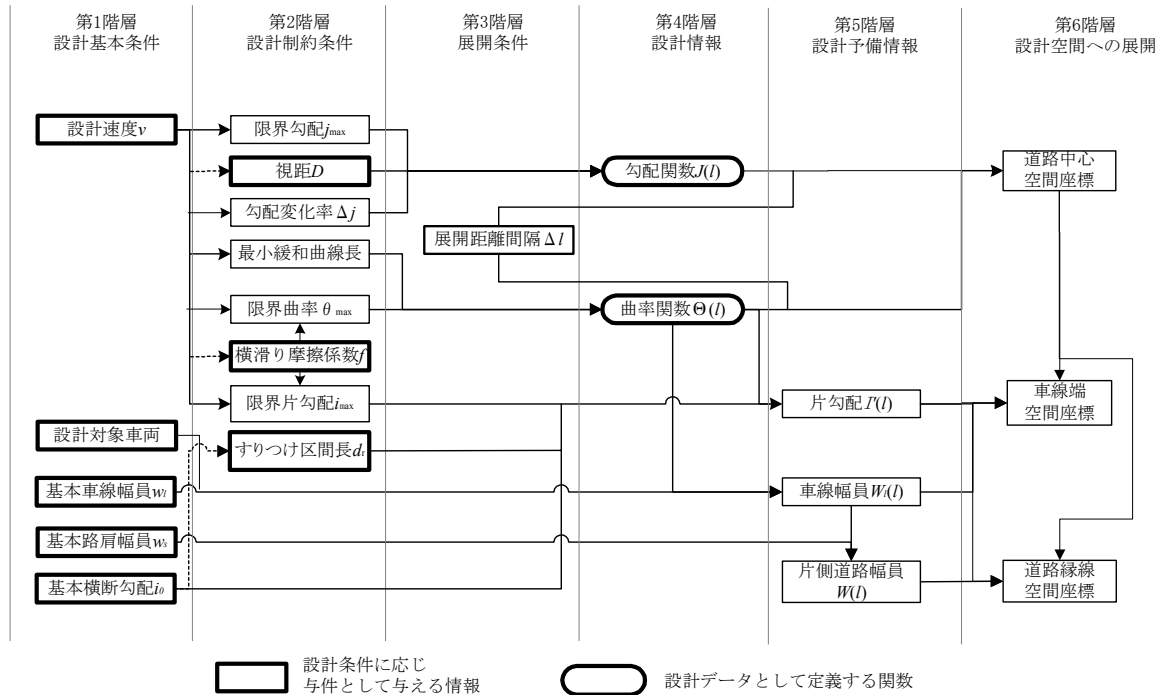 第1階層
設計基本条件
第2階層
設計制約条件
第3階層
展開条件
第4階層
設計情報
第5階層
設計予備情報
第6階層
設計空間への展開
設計速度v
限界勾配jmax
視距D
勾配関数J(l)
道路中心
空間座標
勾配変化率Δj
展開距離間隔Δl
最小緩和曲線長
限界曲率θmax
曲率関数Θ(l)
横滑り摩擦係数f
限界片勾配imax
片勾配I'(l)
車線端
空間座標
設計対象車両
すりつけ区間長dr
基本車線幅員wl
車線幅員Wl(l)
基本路肩幅員ws
基本横断勾配i0
片側道路幅員
W(l)
道路縁線
空間座標
設計条件に応じ
与件として与える情報
設計データとして定義する関数